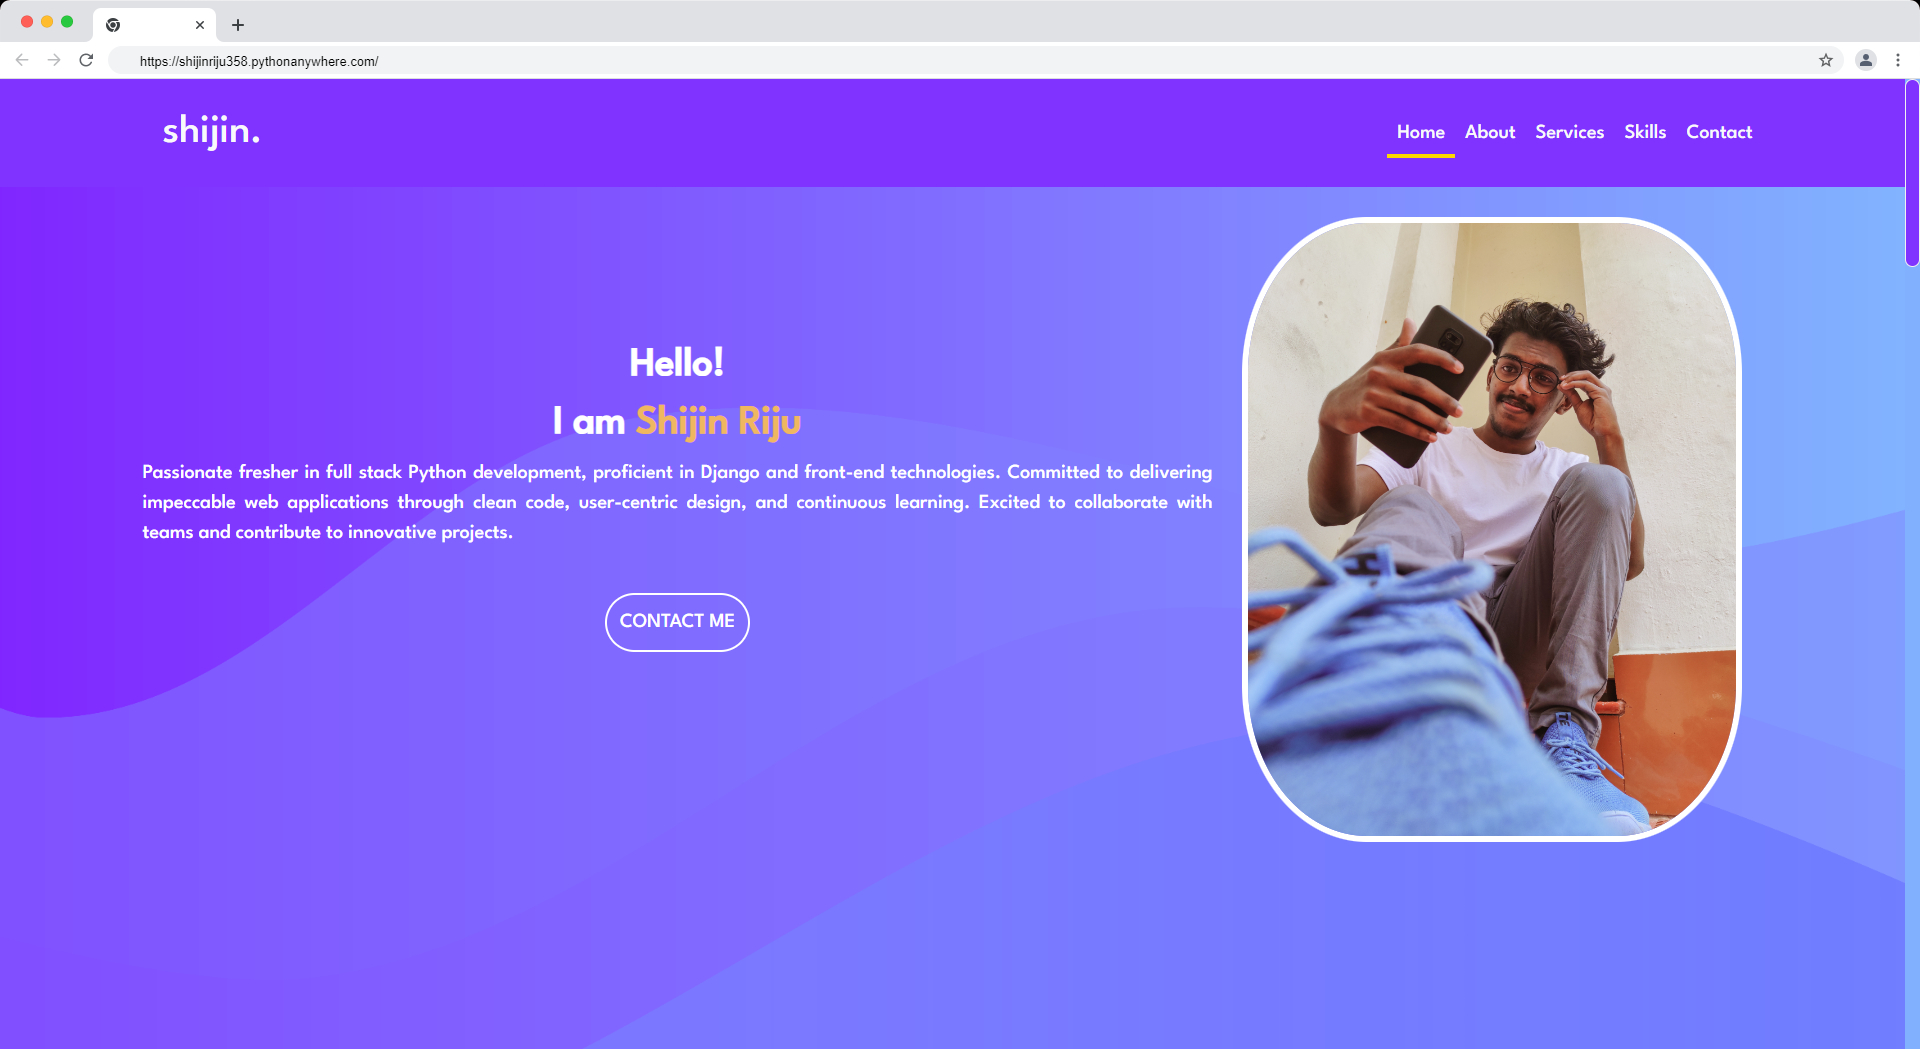 https://shijinriju358.pythonanywhere.com/
shijin.
Home About Services Skills Contact
Hello!
I am Shijin Riju
Passionate fresher in full stack Python development, proficient in Django and front-end technologies. Committed to delivering
impeccable web applications through clean code, user-centric design, and continuous learning. Excited to collaborate with
teams and contribute to innovative projects.
CONTACT ME